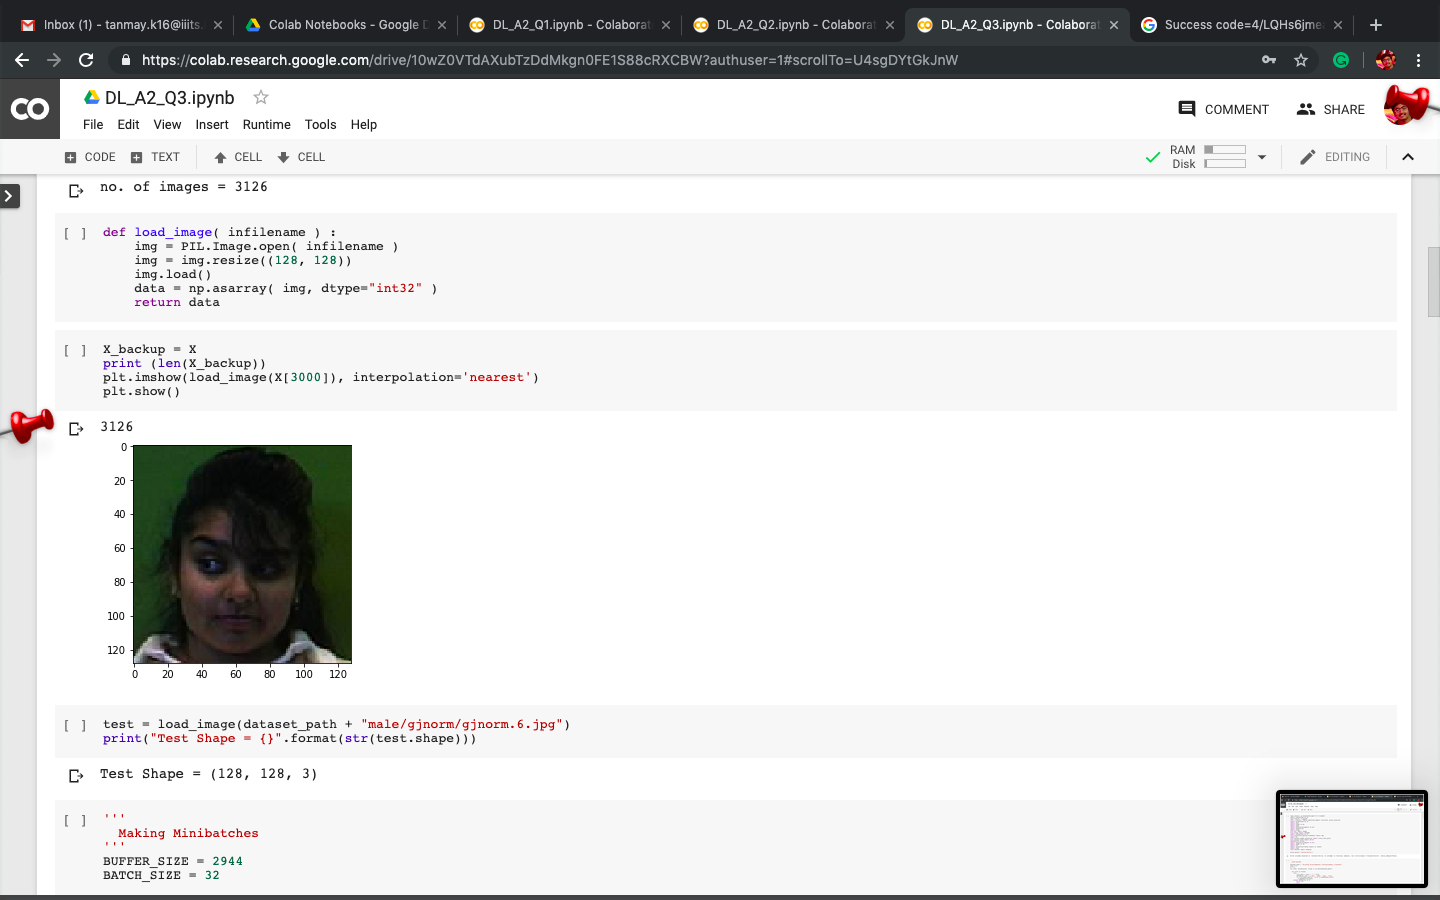 Inbox (1) - tanmay.k16@iiits.
Colab Notebooks - Google D
DL_A2_Q1.ipynb - Colaborat
DL_A2_Q2.ipynb - Colaborat
DL_A2_Q3.ipynb - Colaborat
Success code=4/LQHs6jme
https://colab.research.google.com/drive/10wZ0VTdAXubTzDdMkgn0FE1S88cRXCBW?authuser=1#scrollTo=U4sgDYtGkJnW
CO
DL_A2_Q3.ipynb
File Edit View Insert Runtime Tools Help
COMMENT
SHARE
CODE TEXT CELL CELL
RAM
Disk
EDITING
no. of images = 3126
[ ] def load_image( infilename ) :
img = PIL.Image.open( infilename )
img = img.resize((128, 128))
img.load()
data = np.asarray( img, dtype="int32" )
return data
[ ] X_backup = X
print (len(X_backup))
plt.imshow(load_image(X[3000]), interpolation='nearest')
plt.show()
3126
0
20
40
60
80
100
120
0 20 40 60 80 100 120
[ ] test = load_image(dataset_path + "male/gjnorm/gjnorm.6.jpg")
print("Test Shape = {}".format(str(test.shape)))
Test Shape = (128, 128, 3)
[ ] '''
Making Minibatches
'''
BUFFER_SIZE = 2944
BATCH_SIZE = 32